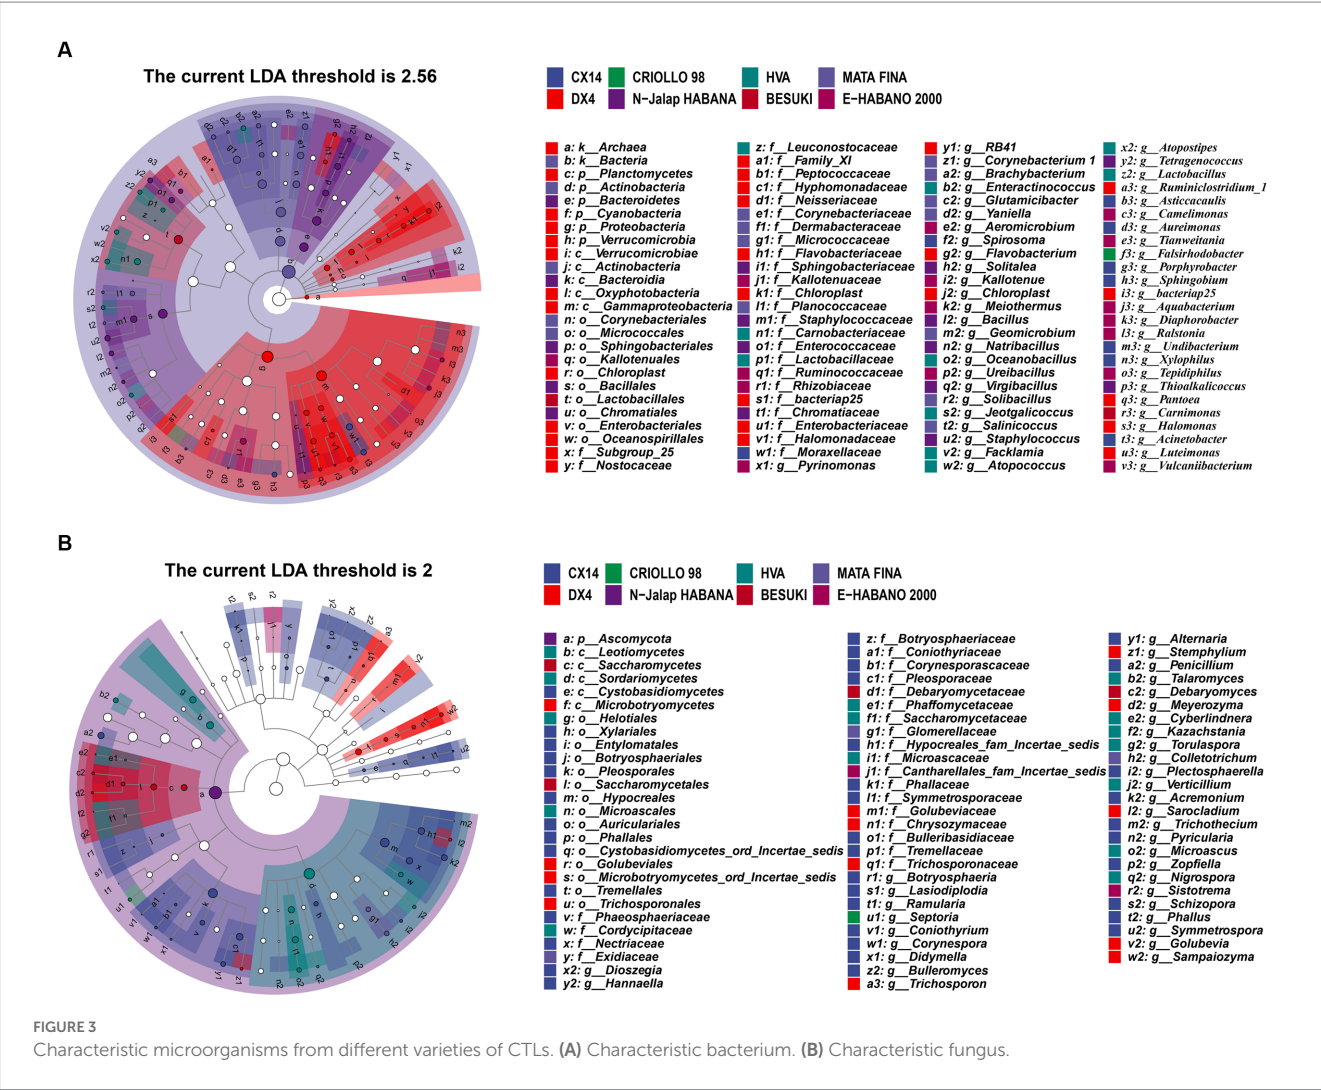 A
The current LDA threshold is 2.56
CX14 CRIOLLO 98 HVA MATA FINA
DX4 N-Jalap HABANA BESUKI E-HABANO 2000
a: k__Archaea
b: k__Bacteria
c: p__Planctomycetes
d: p__Actinobacteria
e: p__Bacteroidetes
f: p__Cyanobacteria
g: p__Proteobacteria
h: p__Verrucomicrobia
i: c__Verrucomicrobiae
j: c__Actinobacteria
k: c__Bacteroidia
l: c__Oxyphotobacteria
m: c__Gammaproteobacteria
n: o__Corynebacteriales
o: o__Micrococcales
p: o__Sphingobacteriales
q: o__Kallotenuales
r: o__Chloroplast
s: o__Bacillales
t: o__Lactobacillales
u: o__Chromatiales
v: o__Enterobacteriales
w: o__Oceanospirillales
x: f__Subgroup_25
y: f__Nostocaceae
z: f__Leuconostocaceae
a1: f__Family_XI
b1: f__Peptococcaceae
c1: f__Hyphomonadaceae
d1: f__Neisseriaceae
e1: f__Corynebacteriaceae
f1: f__Dermabacteraceae
g1: f__Micrococcaceae
h1: f__Flavobacteriaceae
i1: f__Sphingobacteriaceae
j1: f__Kallotenuaceae
k1: f__Chloroplast
l1: f__Planococcaceae
m1: f__Staphylococcaceae
n1: f__Carnobacteriaceae
o1: f__Enterococcaceae
p1: f__Lactobacillaceae
q1: f__Ruminococcaceae
r1: f__Rhizobiaceae
s1: f__bacteriap25
t1: f__Chromatiaceae
u1: f__Enterobacteriaceae
v1: f__Halomonadaceae
w1: f__Moraxellaceae
x1: g__Pyrinomonas
y1: g__RB41
z1: g__Corynebacterium 1
a2: g__Brachybacterium
b2: g__Enteractinococcus
c2: g__Glutamicibacter
d2: g__Yaniella
e2: g__Aeromicrobium
f2: g__Spirosoma
g2: g__Flavobacterium
h2: g__Solitalea
i2: g__Kallotenue
j2: g__Chloroplast
k2: g__Meiothermus
l2: g__Bacillus
m2: g__Geomicrobium
n2: g__Natribacillus
o2: g__Oceanobacillus
p2: g__Ureibacillus
q2: g__Virgibacillus
r2: g__Solibacillus
s2: g__Jeotgalicoccus
t2: g__Salinicoccus
u2: g__Staphylococcus
v2: g__Facklamia
w2: g__Atopococcus
x2: g__Atopostipes
y2: g__Tetragenococcus
z2: g__Lactobacillus
a3: g__Ruminiclostridium_1
b3: g__Asticcacaulis
c3: g__Camelimonas
d3: g__Aureimonas
e3: g__Tianweitania
f3: g__Falsirhodobacter
g3: g__Porphyrobacter
h3: g__Sphingobium
i3: g__bacteriap25
j3: g__Aquabacterium
k3: g__Diaphorobacter
l3: g__Ralstonia
m3: g__Undibacterium
n3: g__Xylophilus
o3: g__Tepidiphilus
p3: g__Thioalkalicoccus
q3: g__Pantoea
r3: g__Carnimonas
s3: g__Halomonas
t3: g__Acinetobacter
u3: g__Luteimonas
v3: g__Vulcaniibacterium
B
The current LDA threshold is 2
CX14 CRIOLLO 98 HVA MATA FINA
DX4 N-Jalap HABANA BESUKI E-HABANO 2000
a: p__Ascomycota
b: c__Leotiomycetes
c: c__Saccharomycetes
d: c__Sordariomycetes
e: c__Cystobasidiomycetes
f: c__Microbotryomycetes
g: o__Helotiales
h: o__Xylariales
i: o__Entylomatales
j: o__Botryosphaeriales
k: o__Pleosporales
l: o__Saccharomycetales
m: o__Hypocreales
n: o__Microascales
o: o__Auriculariales
p: o__Phallales
q: o__Cystobasidiomycetes_ord_Incertae_sedis
r: o__Golubeviales
s: o__Microbotryomycetes_ord_Incertae_sedis
t: o__Tremellales
u: o__Trichosporonales
v: f__Phaeosphaeriaceae
w: f__Cordycipitaceae
x: f__Nectriaceae
y: f__Exidiaceae
x2: g__Dioszegia
y2: g__Hannaella
z: f__Botryosphaeriaceae
a1: f__Coniothyriaceae
b1: f__Corynesporascaceae
c1: f__Pleosporaceae
d1: f__Debaryomycetaceae
e1: f__Phaffomycetaceae
f1: f__Saccharomycetaceae
g1: f__Glomerellaceae
h1: f__Hypocreales_fam_Incertae_sedis
i1: f__Microascaceae
j1: f__Cantharellales_fam_Incertae_sedis
k1: f__Phallaceae
l1: f__Symmetrosporaceae
m1: f__Golubeviaceae
n1: f__Chrysozymaceae
o1: f__Bulleribasidiaceae
p1: f__Tremellaceae
q1: f__Trichosporonaceae
r1: g__Botryosphaeria
s1: g__Lasiodiplodia
t1: g__Ramularia
u1: g__Septoria
v1: g__Coniothyrium
w1: g__Corynespora
x1: g__Didymella
z2: g__Bulleromyces
a3: g__Trichosporon
y1: g__Alternaria
z1: g__Stemphylium
a2: g__Penicillium
b2: g__Talaromyces
c2: g__Debaryomyces
d2: g__Meyerozyma
e2: g__Cyberlindnera
f2: g__Kazachstania
g2: g__Torulaspora
h2: g__Colletotrichum
i2: g__Plectosphaerella
j2: g__Verticillium
k2: g__Acremonium
l2: g__Sarocladium
m2: g__Trichothecium
n2: g__Pyricularia
o2: g__Microascus
p2: g__Zopfiella
q2: g__Nigrospora
r2: g__Sistotrema
s2: g__Schizopora
t2: g__Phallus
u2: g__Symmetrospora
v2: g__Golubevia
w2: g__Sampaiozyma
FIGURE 3
Characteristic microorganisms from different varieties of CTLs. (A) Characteristic bacterium. (B) Characteristic fungus.